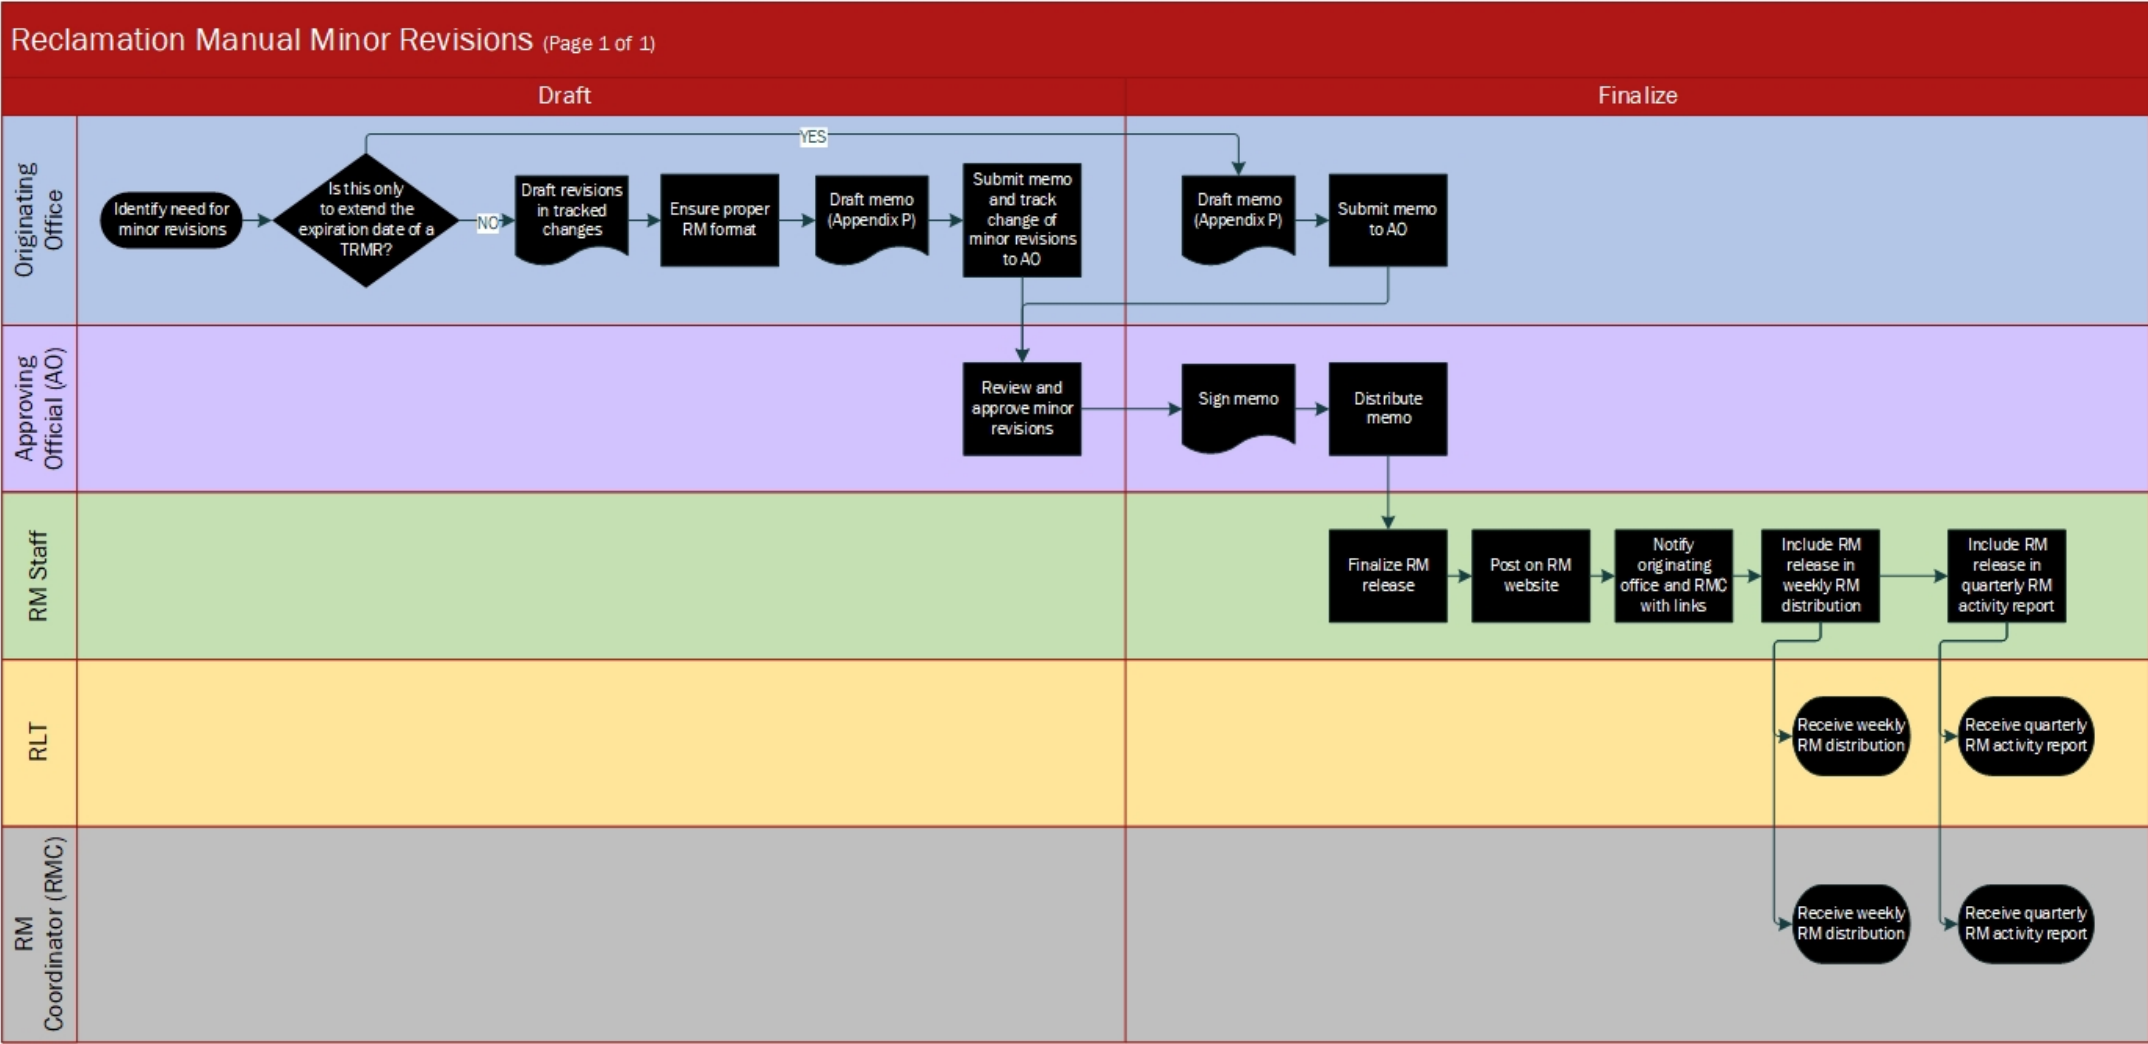 Reclamation Manual Minor Revisions (Page 1 of 1)
Draft
Finalize
Originating
Office
Identify need for
minor revisions
Is this only
to extend the
expiration date of a
TRMR?
YES
NO
Draft revisions
in tracked
changes
Ensure proper
RM format
Draft memo
(Appendix P)
Submit memo
and track
change of
minor revisions
to AO
Draft memo
(Appendix P)
Submit memo
to AO
Approving
Official (AO)
Review and
approve minor
revisions
Sign memo
Distribute
memo
RM Staff
Finalize RM
release
Post on RM
website
Notify
originating
office and RMC
with links
Include RM
release in
weekly RM
distribution
Include RM
release in
quarterly RM
activity report
RLT
Receive weekly
RM distribution
Receive quarterly
RM activity report
RM
Coordinator (RMC)
Receive weekly
RM distribution
Receive quarterly
RM activity report